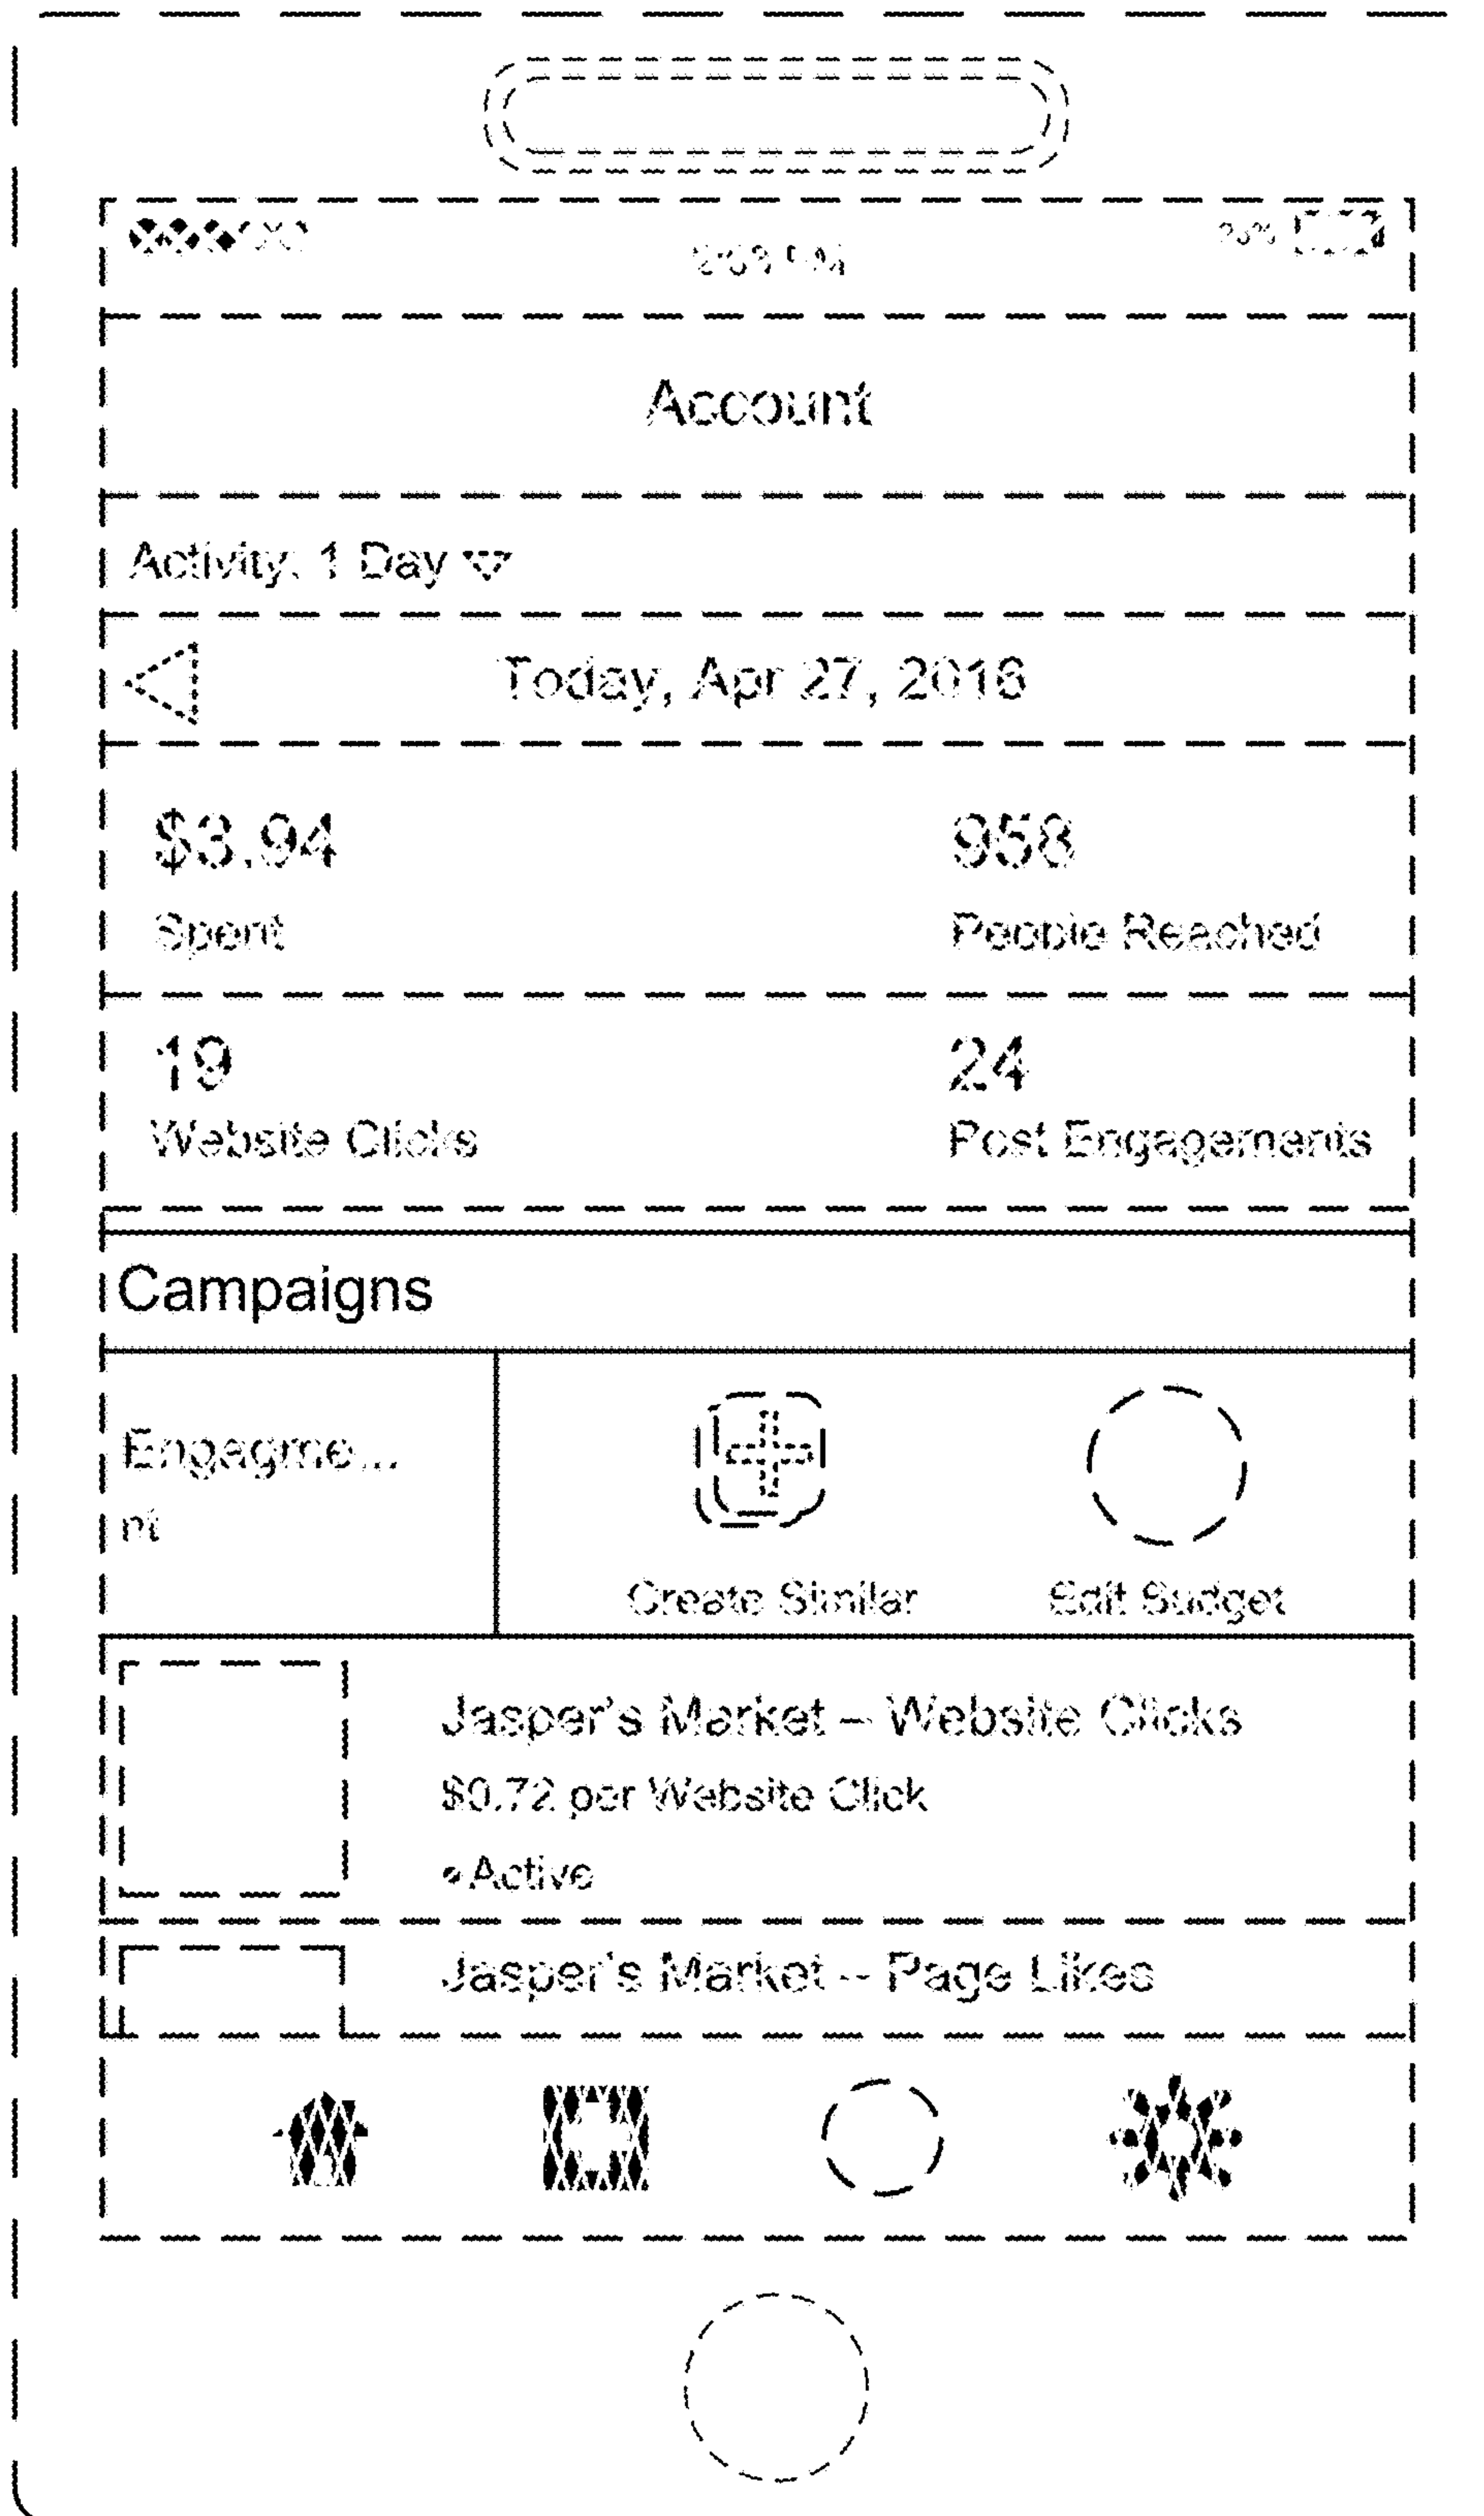 Account
Activity: 1 Day
Today, Apr 27, 2016
$3.94 958
Spent People Reached
19 24
Website Clicks Post Engagements
Campaigns
Engagme...
nt
Create Similar Edit Budget
Jasper's Market – Website Clicks
$0.72 per Website Click
Active
Jasper's Market -- Page Likes